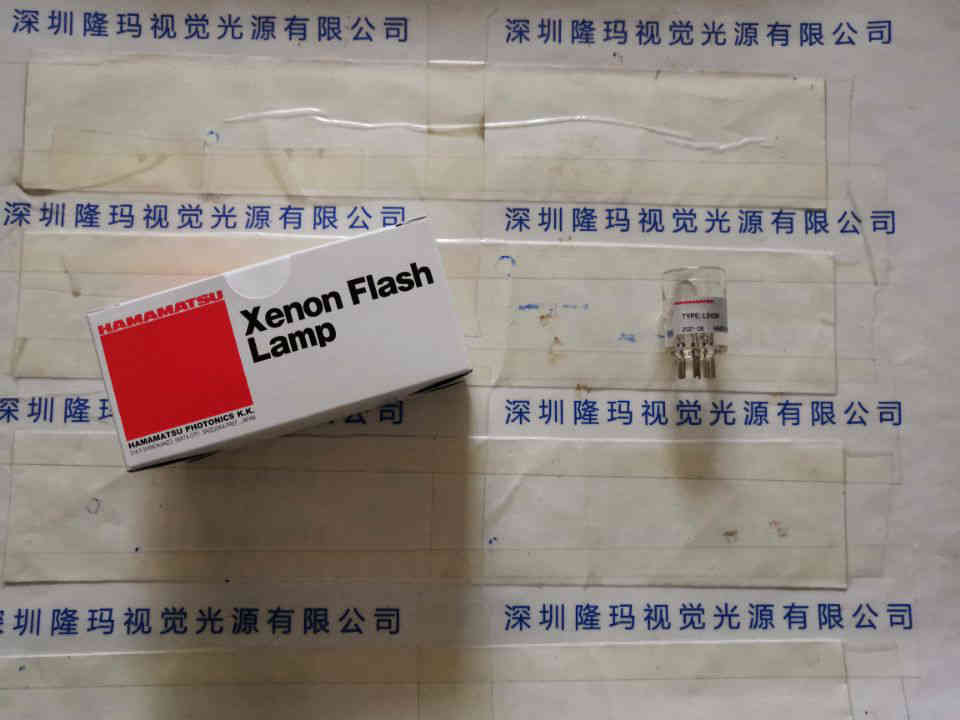 深圳隆玛视觉光源有限公司 深圳隆玛视觉光源有限公司
深圳隆玛视觉光源有限公司 深圳隆玛视觉光源有限公司
HAMAMATSU
Xenon Flash
Lamp
HAMAMATSU PHOTONICS K.K.
HAMAMATSU
TYPE:
深圳隆玛视觉光源有限公司
公司
圳隆玛视觉光源有限公司 深圳隆玛视觉光源有限公司